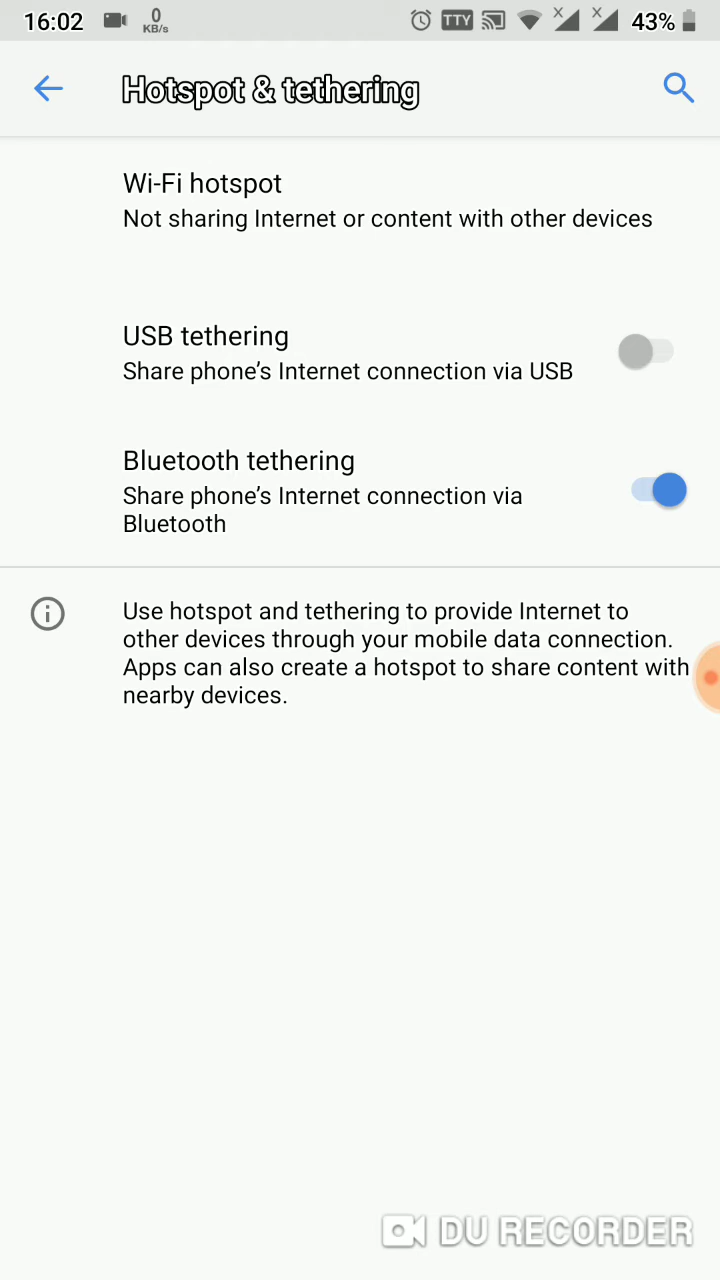 16:02 0 KB/s TTY X X 43%
Hotspot & tethering
Wi-Fi hotspot
Not sharing Internet or content with other devices
USB tethering
Share phone’s Internet connection via USB
Bluetooth tethering
Share phone’s Internet connection via
Bluetooth
Use hotspot and tethering to provide Internet to
other devices through your mobile data connection.
Apps can also create a hotspot to share content with
nearby devices.
DU RECORDER